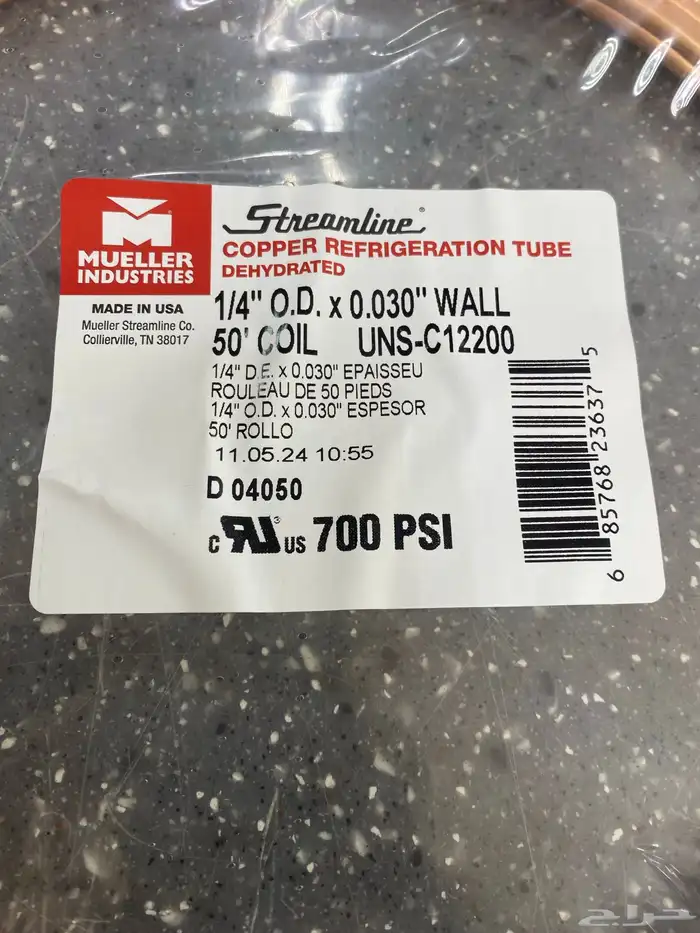 MUELLER
INDUSTRIES
MADE IN USA
Mueller Streamline Co.
Collierville, TN 38017
Streamline®
COPPER REFRIGERATION TUBE
DEHYDRATED
1/4" O.D. x 0.030" WALL
50' COIL UNS-C12200
1/4" D.E. x 0.030" EPAISSEU
ROULEAU DE 50 PIEDS
1/4" O.D. x 0.030" ESPESOR
50' ROLLO
11.05.24 10:55
D 04050
c RU® US 700 PSI
6 85768 23637 5
حراج